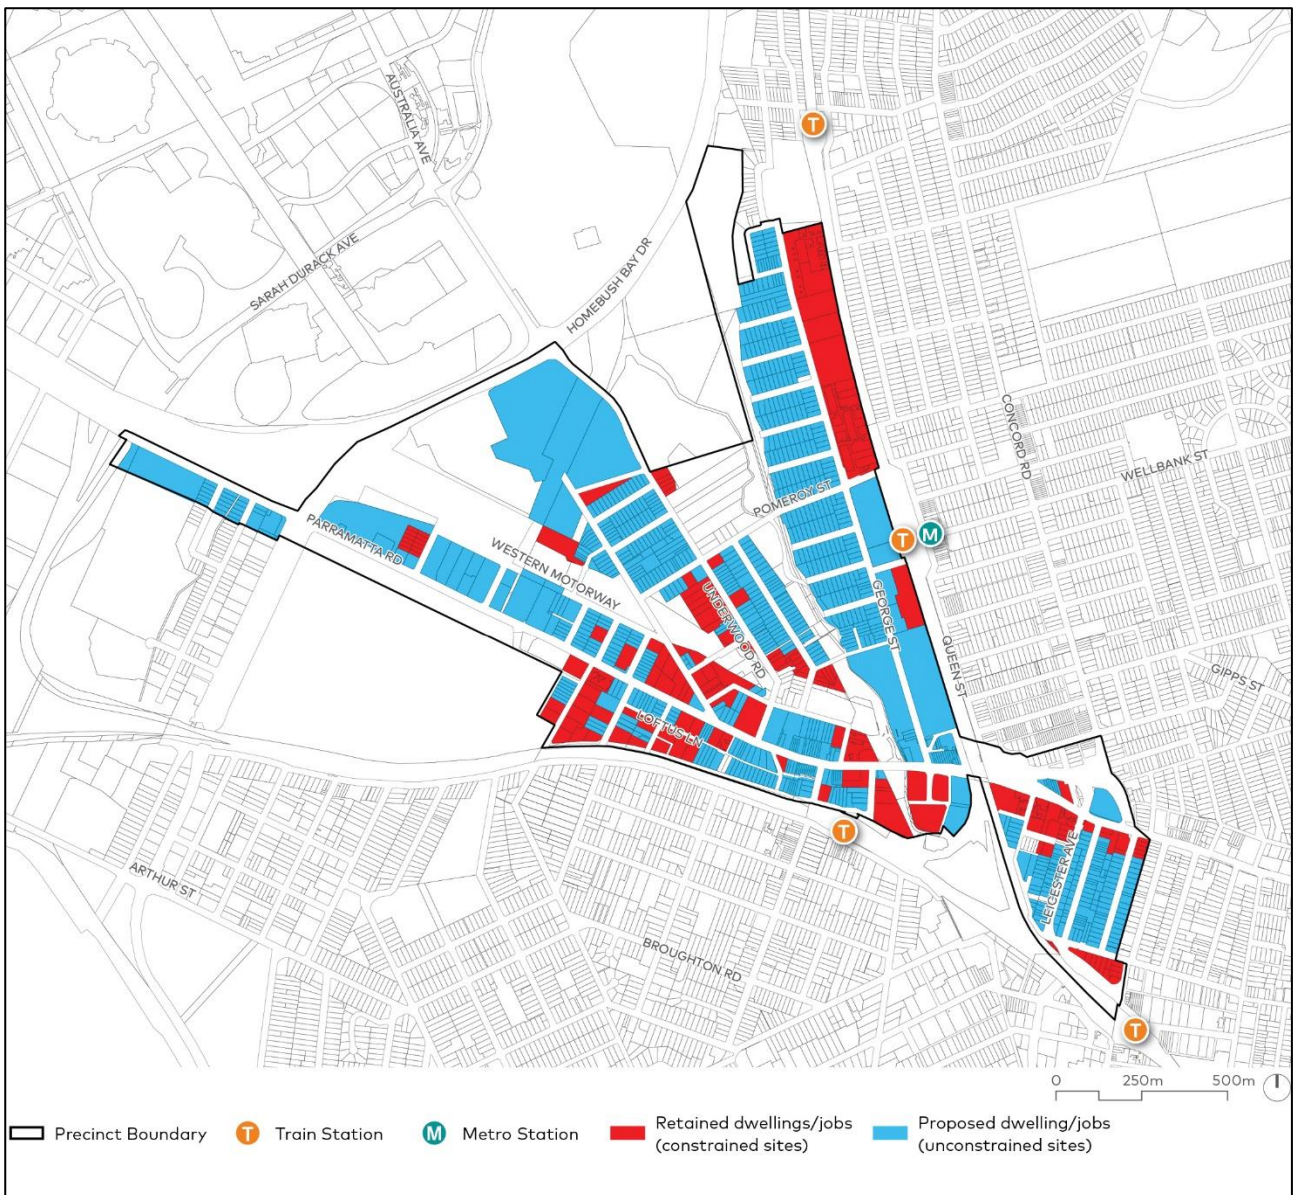 AUSTRALIA AVE
T
SARAH DURACK AVE
HOMEBUSH BAY DR
CONCORD RD
WELLBANK ST
POMEROY ST
T M
PARRAMATTA RD
WESTERN MOTORWAY
UNDERWOOD RD
GEORGE ST
QUEEN ST
GIPPS ST
LOFTUS LN
T
LEICESTER AVE
ARTHUR ST
BROUGHTON RD
T
0 250m 500m
Precinct Boundary
T Train Station
M Metro Station
Retained dwellings/jobs
(constrained sites)
Proposed dwelling/jobs
(unconstrained sites)